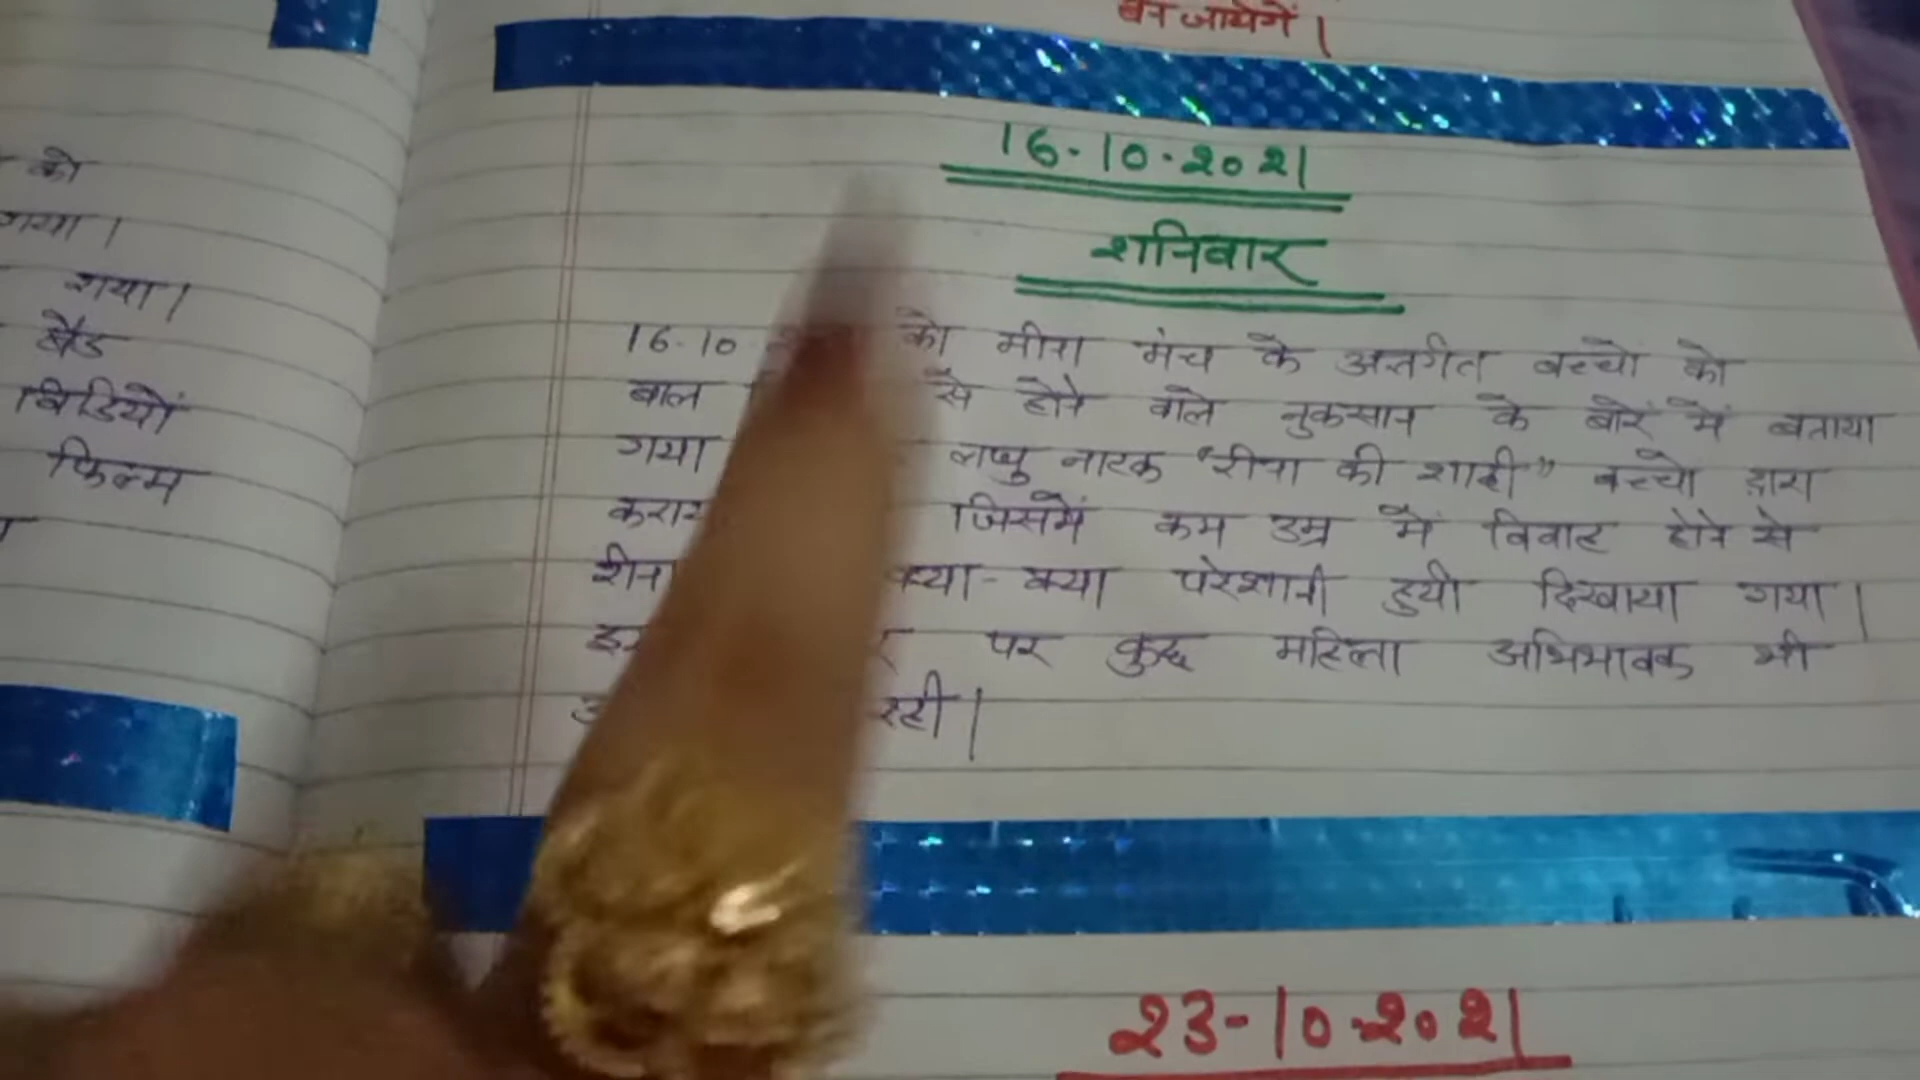 को
गया।
गया।
बैड
विडियों
फिल्म
बन जायेगें।
16.10.2021
शनिवार
16.10 को मीना मंच के अन्तर्गत बच्चों को
बाल से होने वाले नुकसान के बारें में बताया
गया लघु नाटक "रीना की शादी" बच्चो द्वारा
जिसमें कम उम्र में विवाह होने से
क्या-क्या परेशानी हुयी दिखाया गया।
पर कुछ महिला अभिभावक भी
रही।
23-10-2021